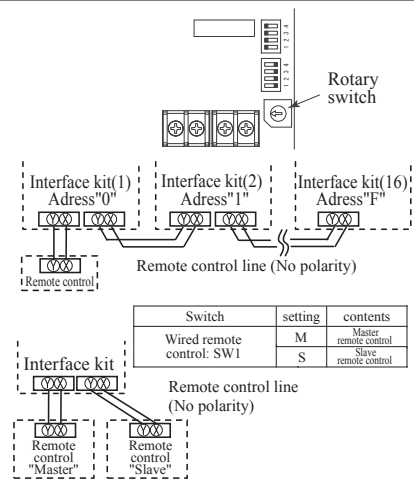 1 2 3 4
1 2 3 4
Rotary
switch
Interface kit(1)
Adress"0"
Interface kit(2)
Adress"1"
Interface kit(16)
Adress"F"
X Y
X Y
X Y
X Y
X Y
Remote control
X Y
Remote control line (No polarity)
Switch setting contents
Wired remote
control: SW1
M Master
remote control
S Slave
remote control
Interface kit
X Y
X Y
Remote control line
(No polarity)
X Y
Remote
control
"Master"
X Y
Remote
control
"Slave"